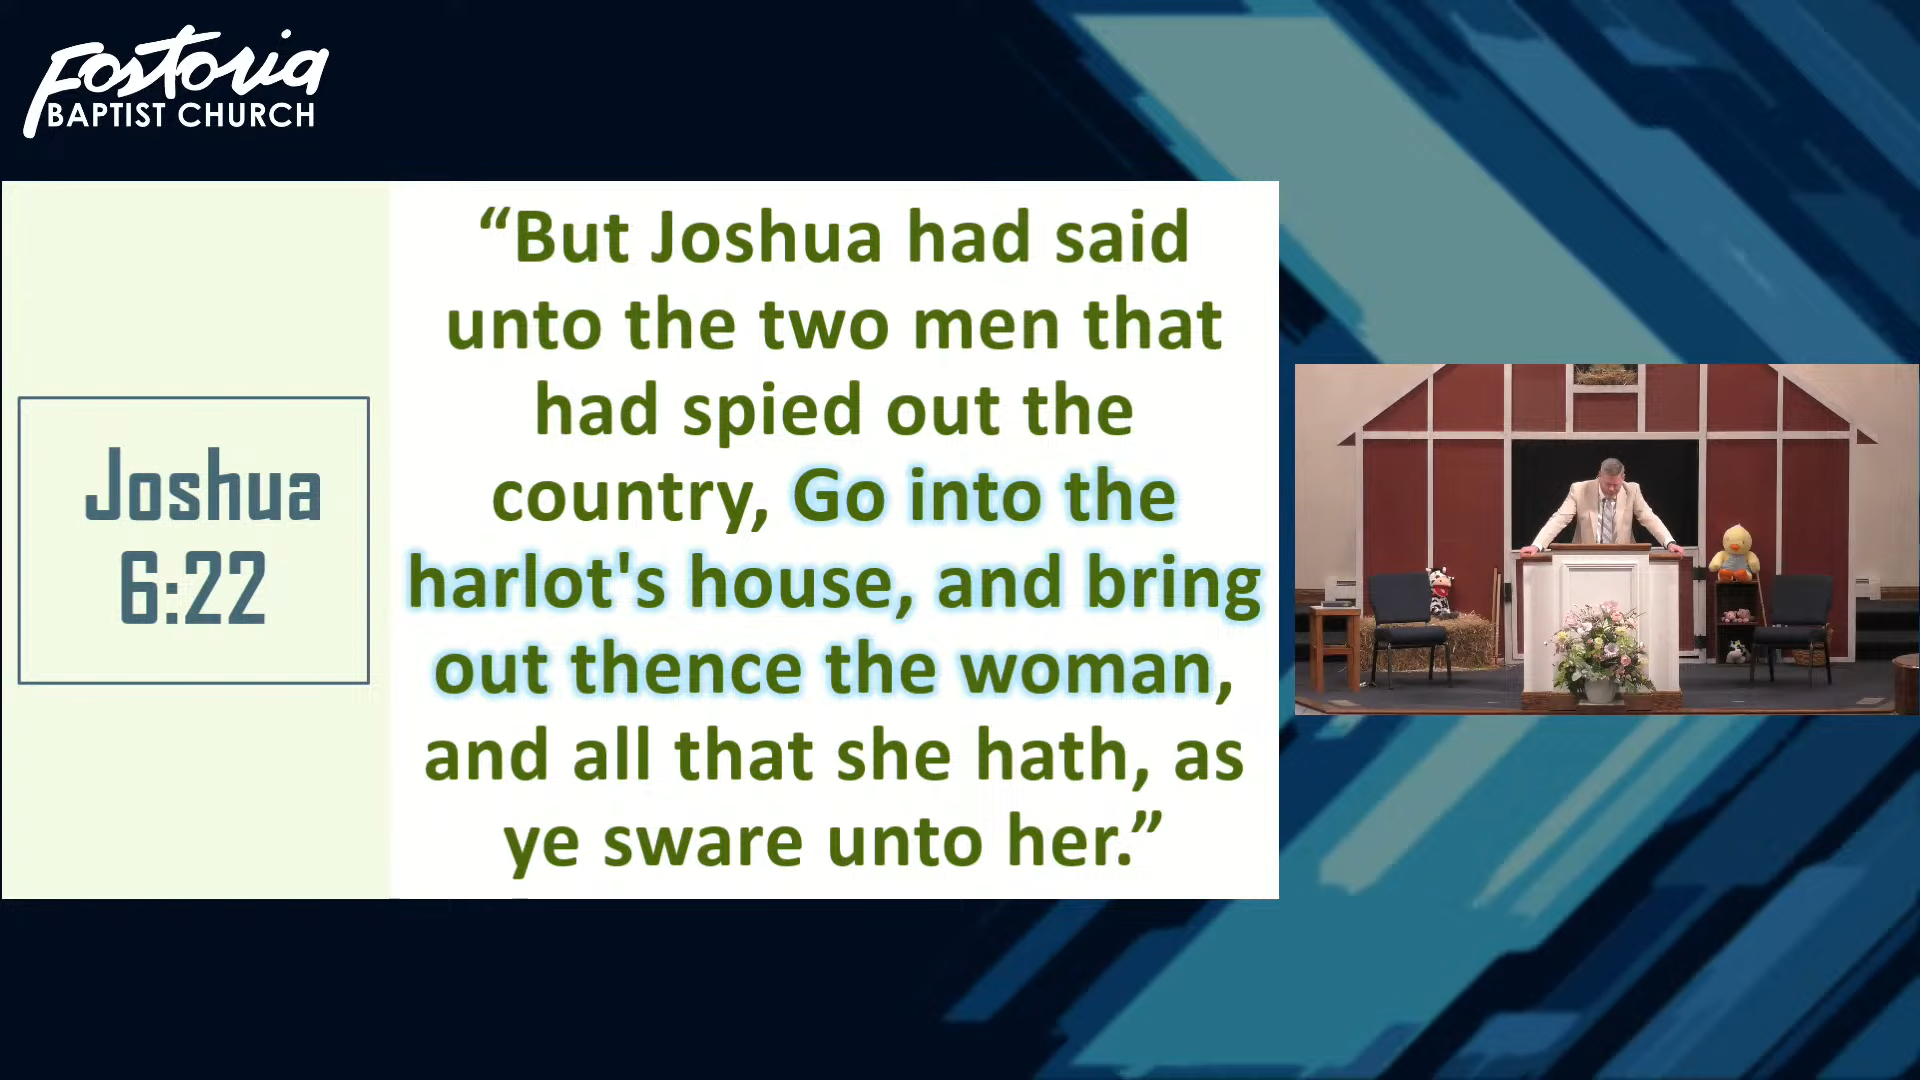 Fostoria
BAPTIST CHURCH
Joshua
6:22
“But Joshua had said
unto the two men that
had spied out the
country, Go into the
harlot's house, and bring
out thence the woman,
and all that she hath, as
ye sware unto her.”